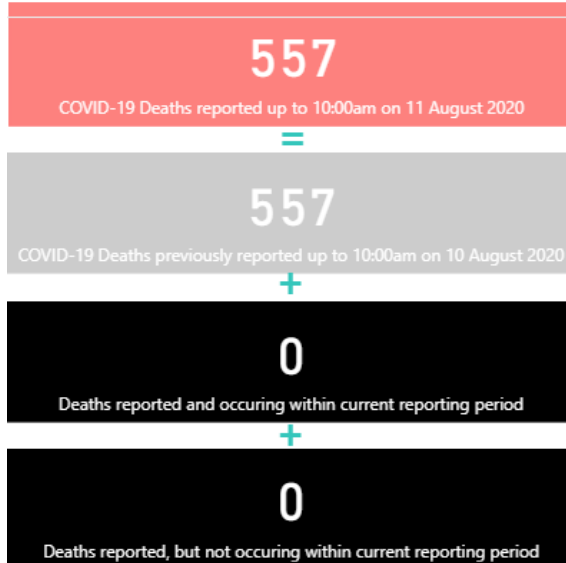 557
COVID-19 Deaths reported up to 10:00am on 11 August 2020
=
557
COVID-19 Deaths previously reported up to 10:00am on 10 August 2020
+
0
Deaths reported and occuring within current reporting period
+
0
Deaths reported, but not occuring within current reporting period